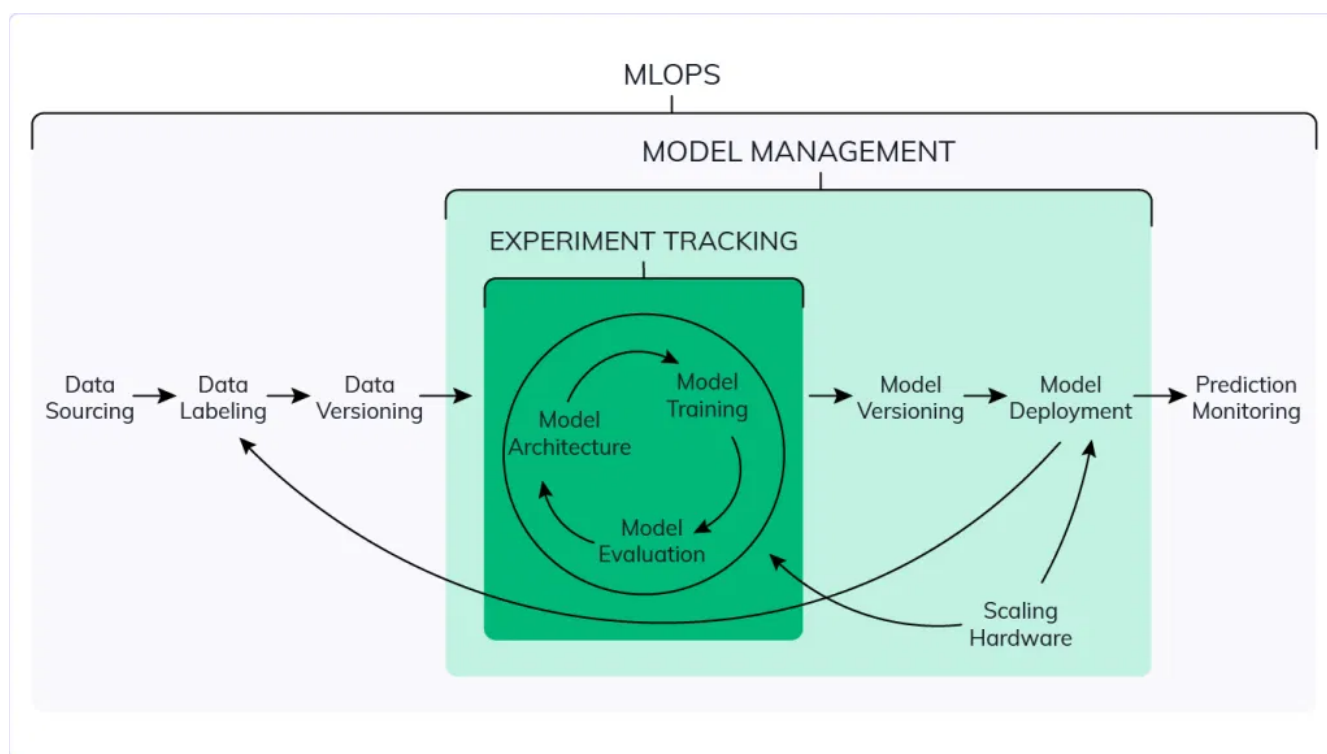 MLOPS
MODEL MANAGEMENT
EXPERIMENT TRACKING
Data
Sourcing
Data
Labeling
Data
Versioning
Model
Architecture
Model
Training
Model
Evaluation
Model
Versioning
Model
Deployment
Prediction
Monitoring
Scaling
Hardware